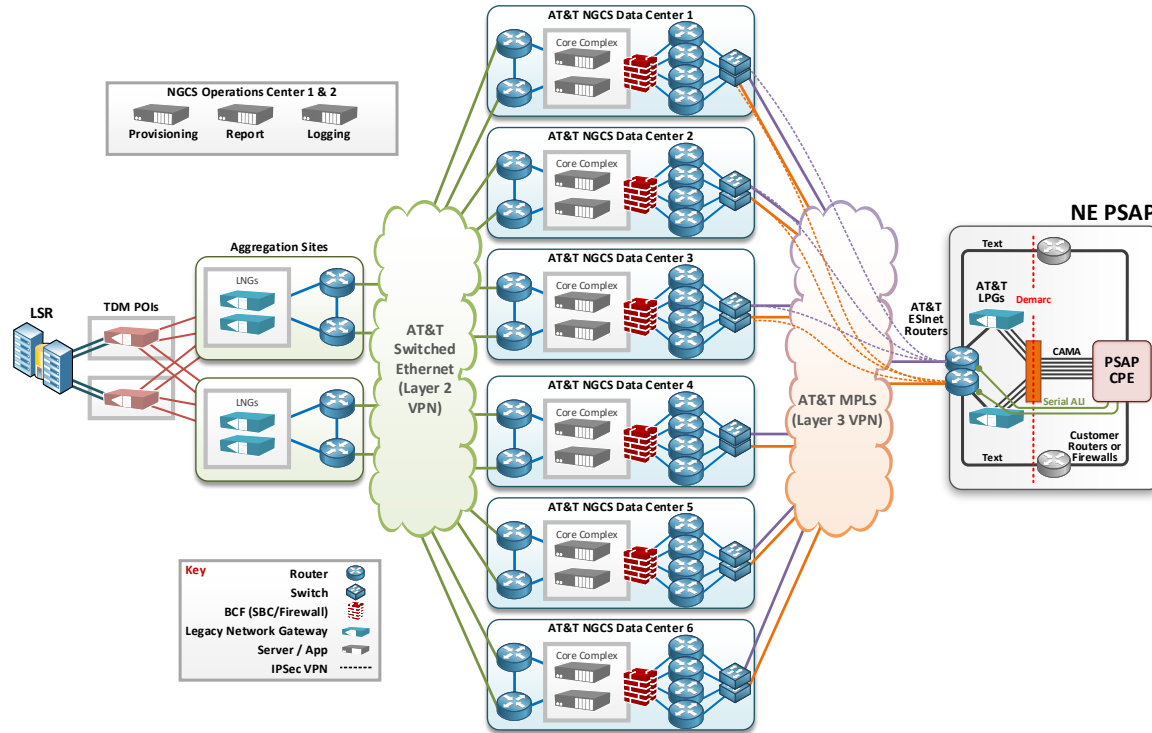 NGCS Operations Center 1 & 2
Provisioning
Report
Logging
LSR
TDM POIs
Aggregation Sites
LNGs
LNGs
AT&T
Switched
Ethernet
(Layer 2
VPN)
AT&T NGCS Data Center 1
Core Complex
AT&T NGCS Data Center 2
Core Complex
AT&T NGCS Data Center 3
Core Complex
AT&T NGCS Data Center 4
Core Complex
AT&T NGCS Data Center 5
Core Complex
AT&T NGCS Data Center 6
Core Complex
AT&T MPLS
(Layer 3 VPN)
NE PSAP
Text
AT&T
ESInet
Routers
AT&T
LPGs
Demarc
CAMA
PSAP
CPE
Serial ALI
Customer
Routers or
Firewalls
Text
Key
Router
Switch
BCF (SBC/Firewall)
Legacy Network Gateway
Server / App
IPSec VPN